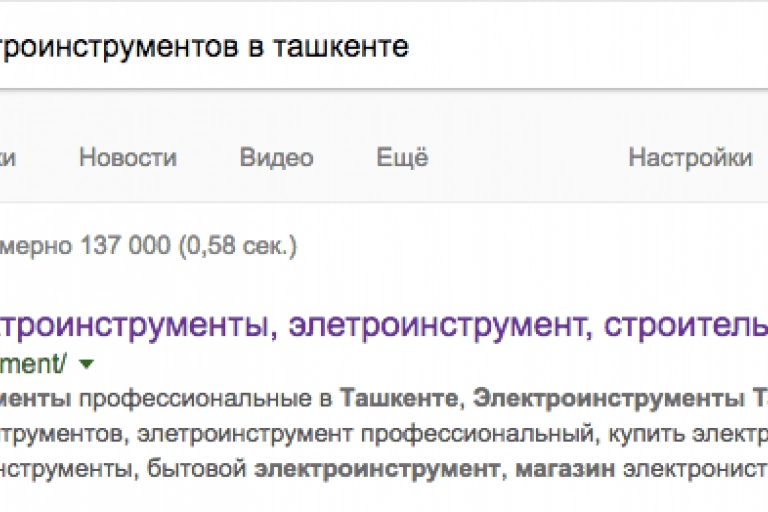 троинструментов в ташкенте
ки Новости Видео Ещё Настройки
мерно 137 000 (0,58 сек.)
троинструменты, элетроинструмент, строитель
ment/
менты профессиональные в Ташкенте, Электроинструменты Т
трументов, элетроинструмент профессиональный, купить электр
нструменты, бытовой электроинструмент, магазин электронист